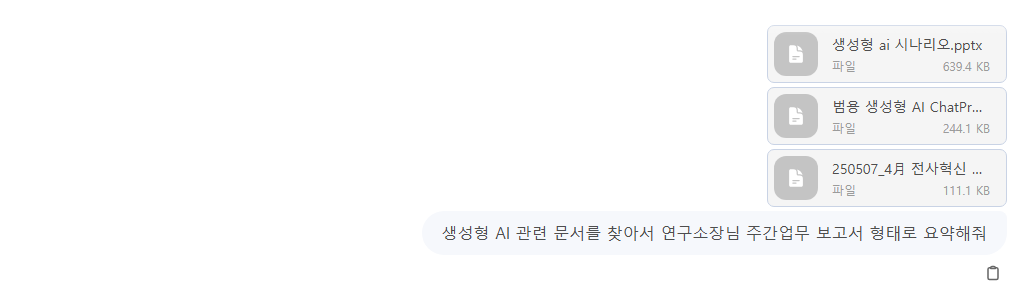 생성형 ai 시나리오.pptx
파일 639.4 KB
범용 생성형 AI ChatPr...
파일 244.1 KB
250507_4月 전사혁신 ...
파일 111.1 KB
생성형 AI 관련 문서를 찾아서 연구소장님 주간업무 보고서 형태로 요약해줘